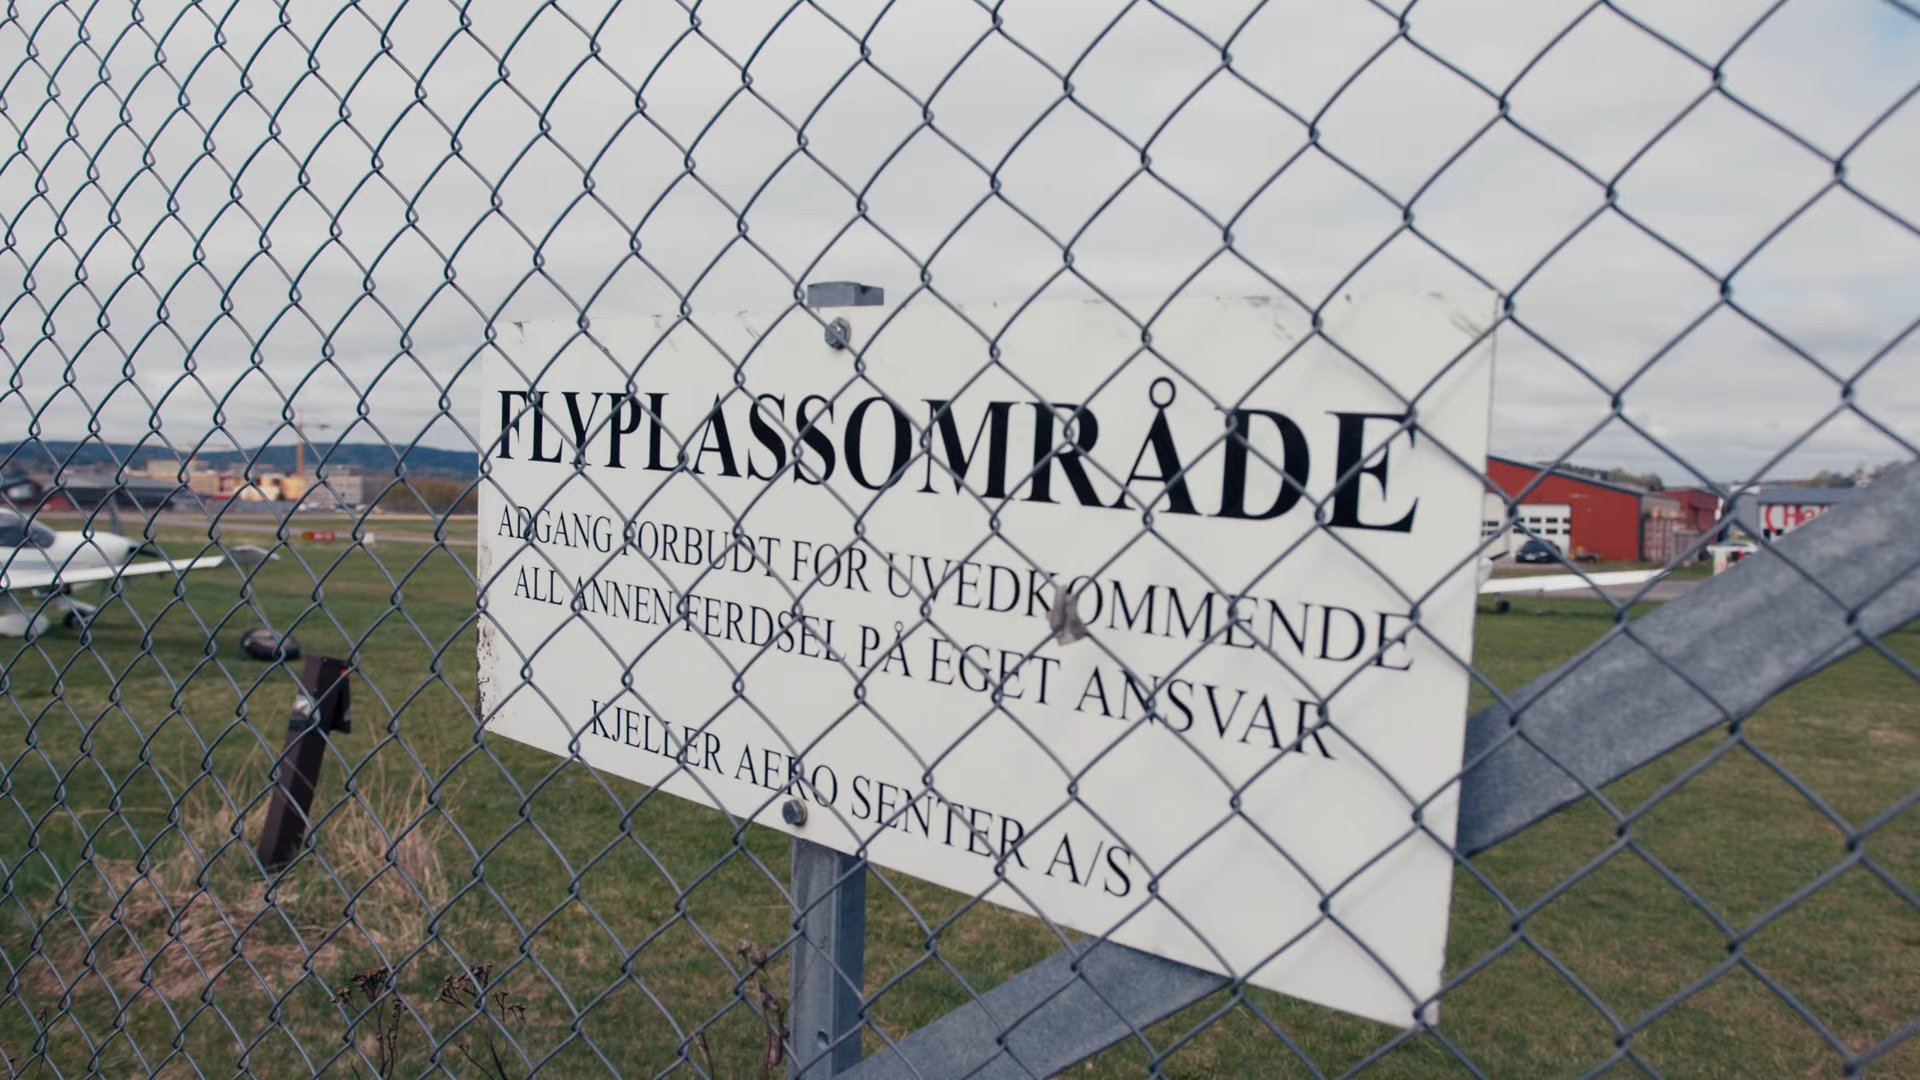 FLYPLASSOMRÅDE
ADGANG FORBUDT FOR UVEDKOMMENDE
ALL ANNEN FERDSEL PÅ EGET ANSVAR
KJELLER AERO SENTER A/S